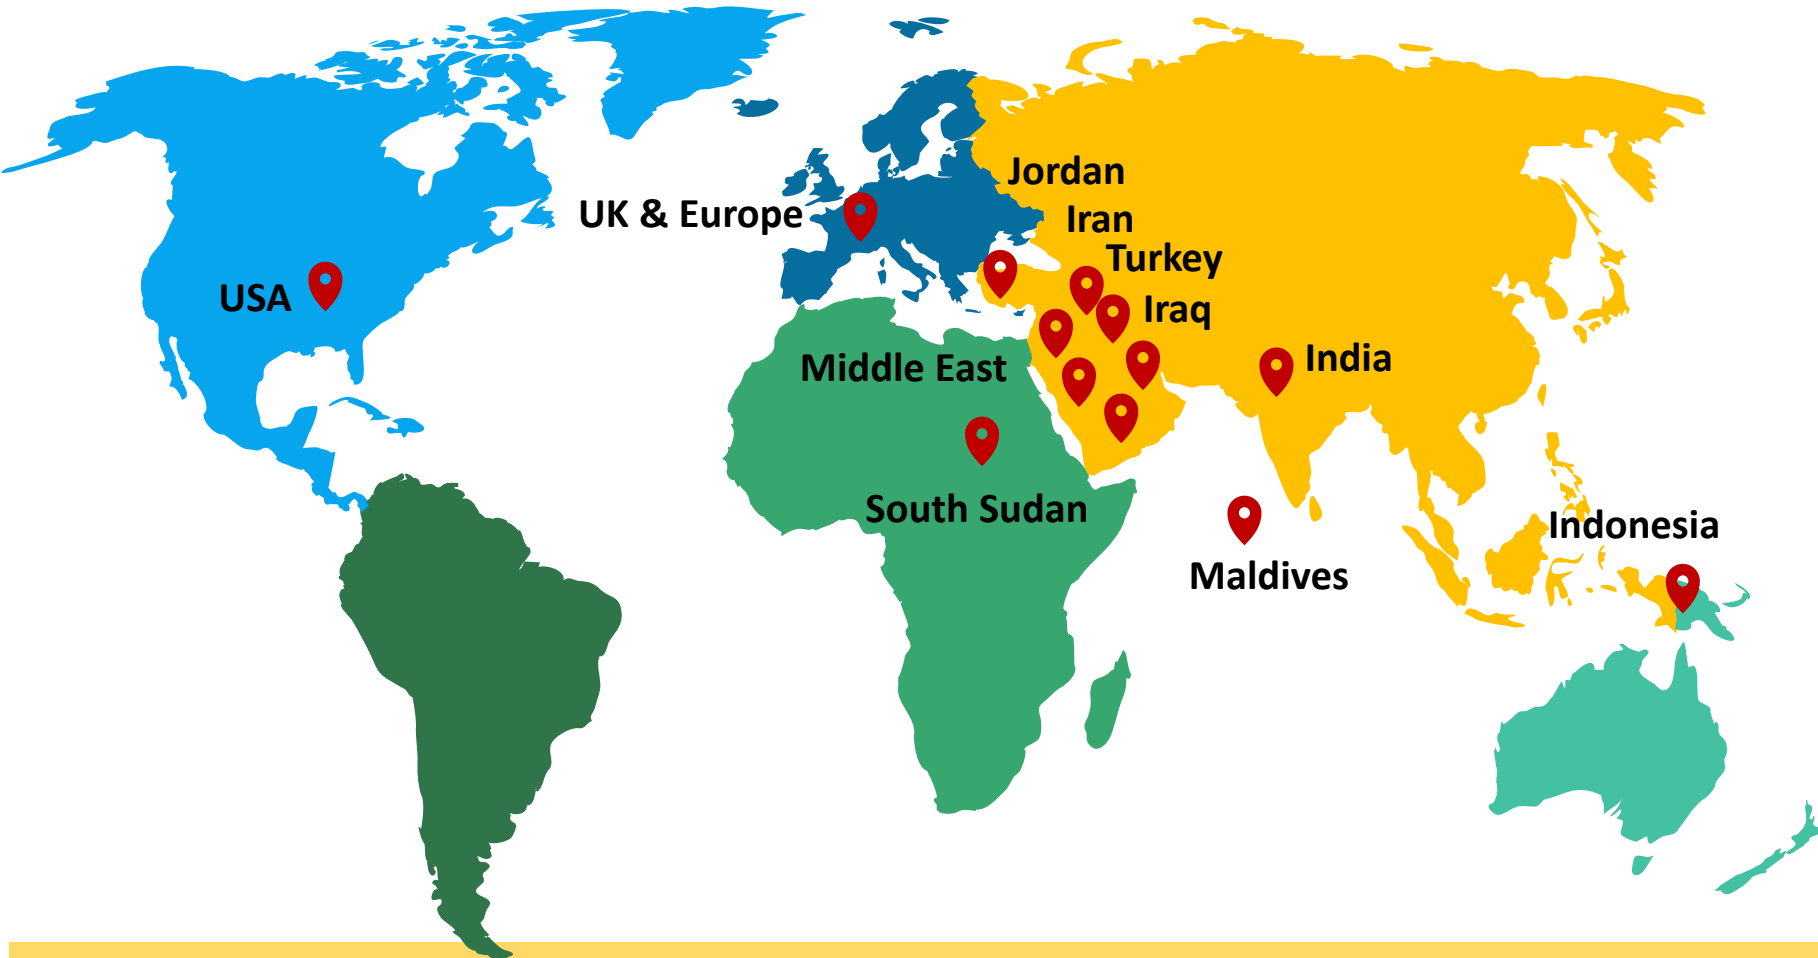 Jordan
UK & Europe
Iran
Turkey
USA
Iraq
India
Middle East
South Sudan
Indonesia
Maldives